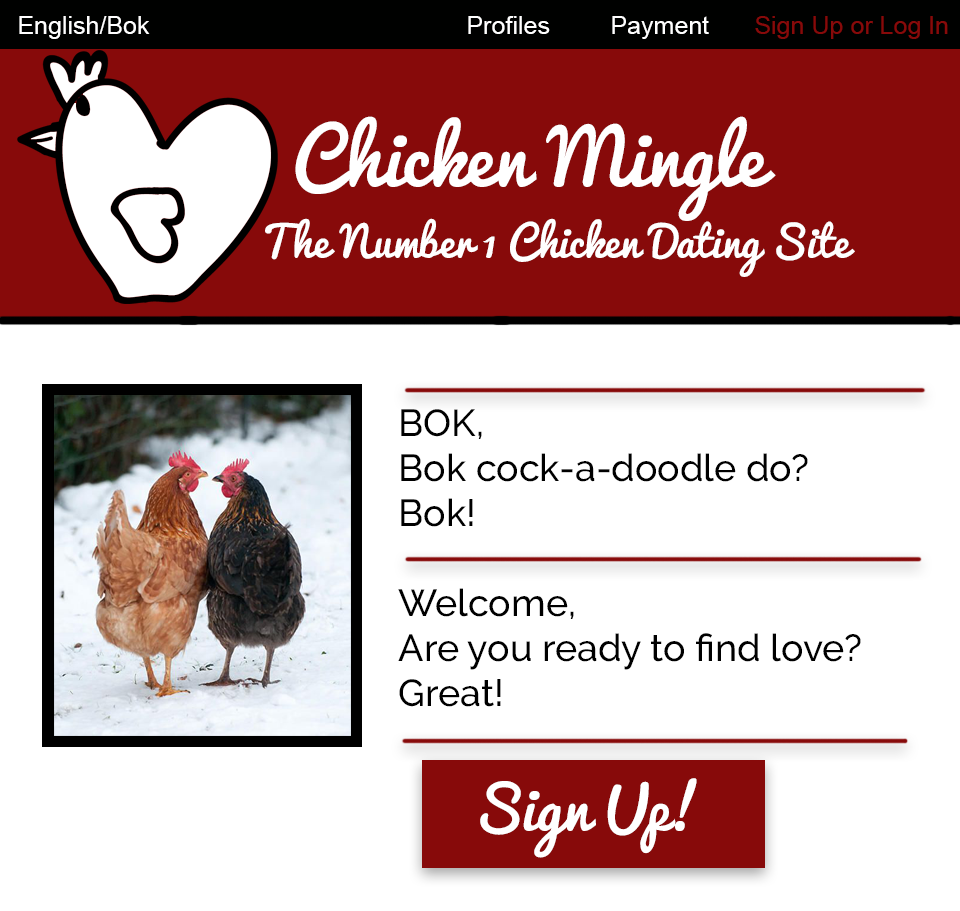 English/Bok
Profiles
Payment
Sign Up or Log In
Chicken Mingle
The Number 1 Chicken Dating Site
BOK,
Bok cock-a-doodle do?
Bok!
Welcome,
Are you ready to find love?
Great!
Sign Up!